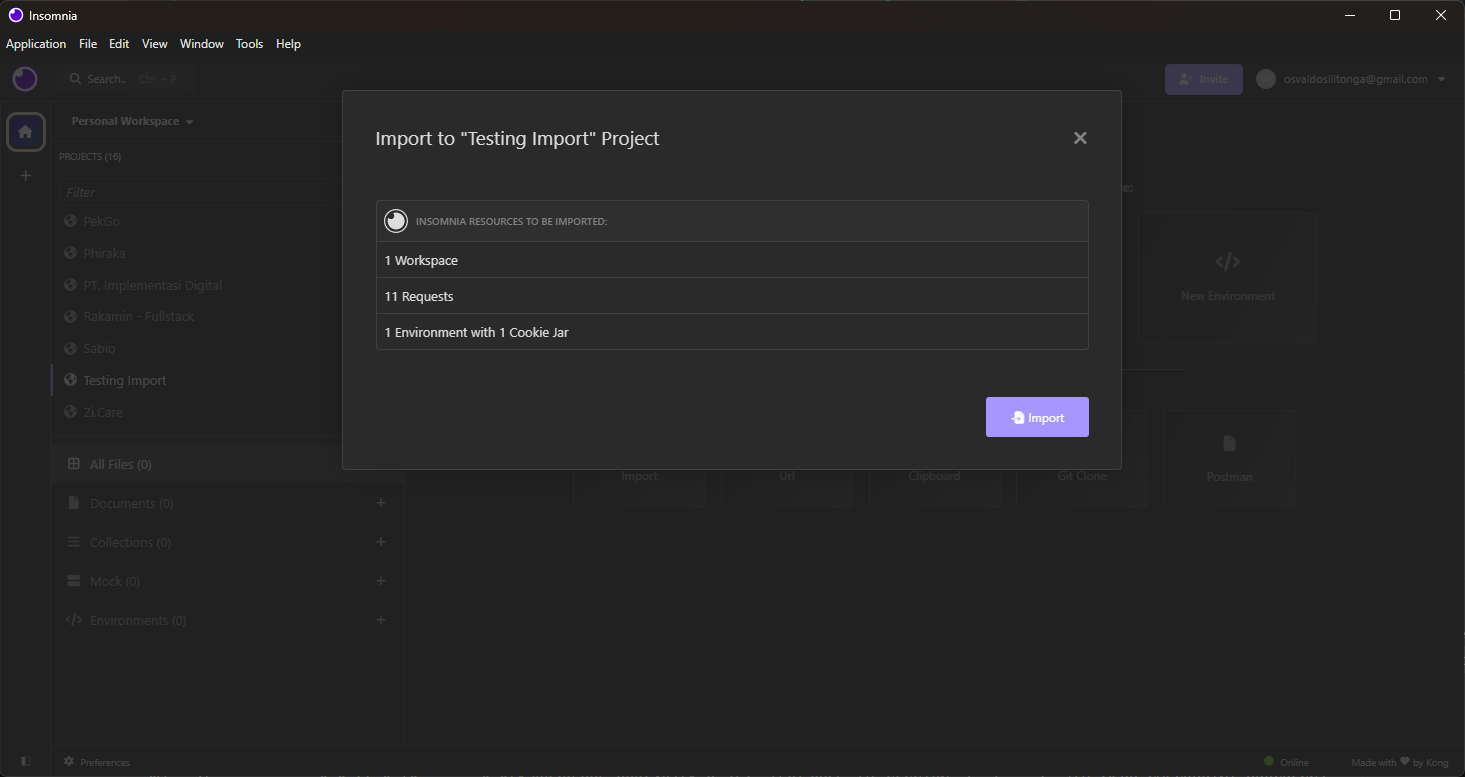 Insomnia
Application File Edit View Window Tools Help
Search.. Ctrl + P
Invite
osvaldosilitonga@gmail.com
Personal Workspace
PROJECTS (16)
Filter
PekGo
Phiraka
PT. Implementasi Digital
Rakamin - Fullstack
Sabio
Testing Import
Zi.Care
All Files (0)
Documents (0) +
Collections (0) +
Mock (0) +
Environments (0) +
Import to "Testing Import" Project
INSOMNIA RESOURCES TO BE IMPORTED:
1 Workspace
11 Requests
1 Environment with 1 Cookie Jar
Import
e:
</>
New Environment
Import
Url
Clipboard
Git Clone
Postman
Preferences
Online
Made with ♥ by Kong